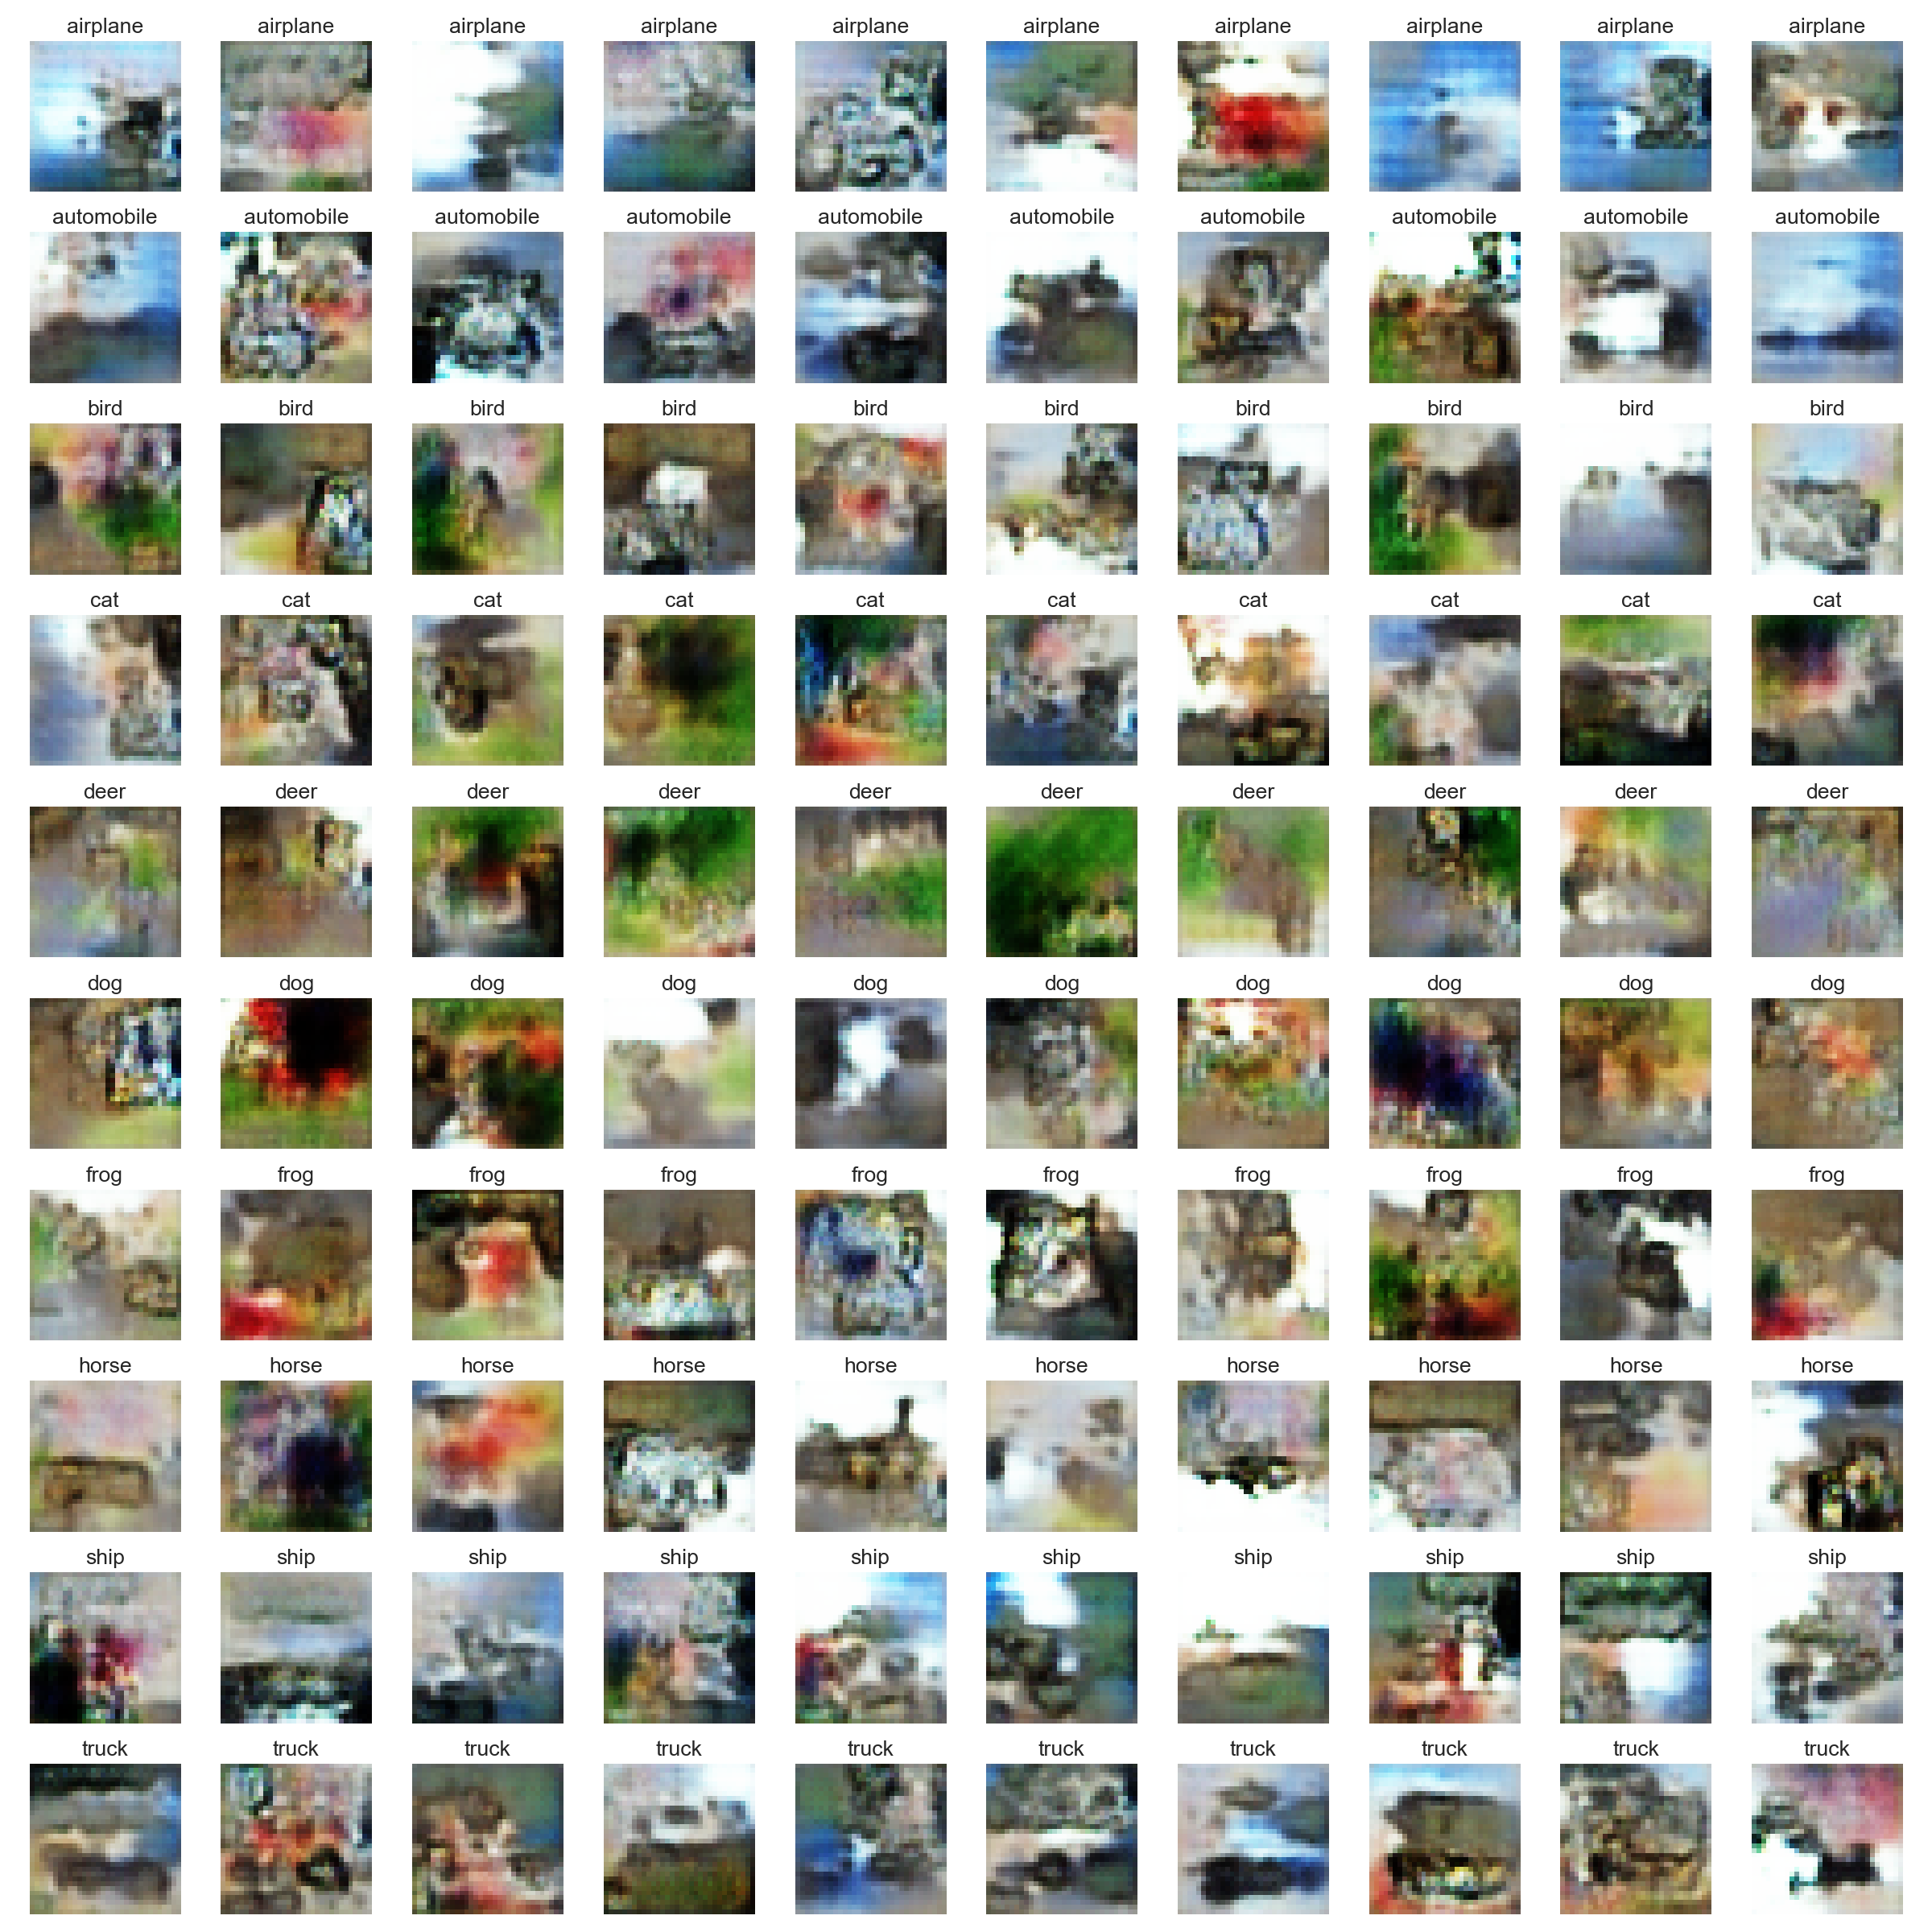 airplane airplane airplane airplane airplane airplane airplane airplane airplane airplane
automobile automobile automobile automobile automobile automobile automobile automobile automobile automobile
bird bird bird bird bird bird bird bird bird bird
cat cat cat cat cat cat cat cat cat cat
deer deer deer deer deer deer deer deer deer deer
dog dog dog dog dog dog dog dog dog dog
frog frog frog frog frog frog frog frog frog frog
horse horse horse horse horse horse horse horse horse horse
ship ship ship ship ship ship ship ship ship ship
truck truck truck truck truck truck truck truck truck truck